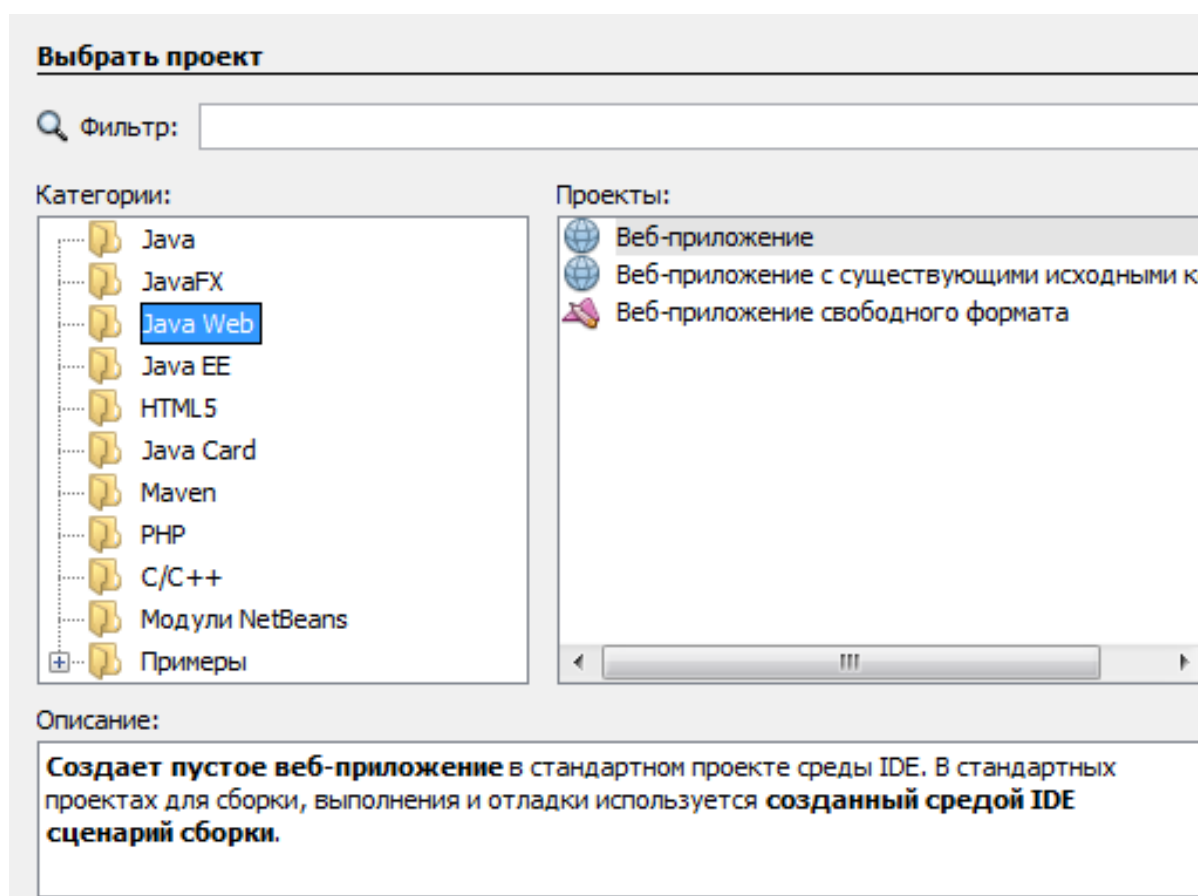 Выбрать проект
Фильтр:
Категории:
Java
JavaFX
Java Web
Java EE
HTML5
Java Card
Maven
PHP
C/C++
Модули NetBeans
Примеры
Проекты:
Веб-приложение
Веб-приложение с существующими исходными
Веб-приложение свободного формата
Описание:
Создает пустое веб-приложение в стандартном проекте среды IDE. В стандартных
проектах для сборки, выполнения и отладки используется созданный средой IDE
сценарий сборки.